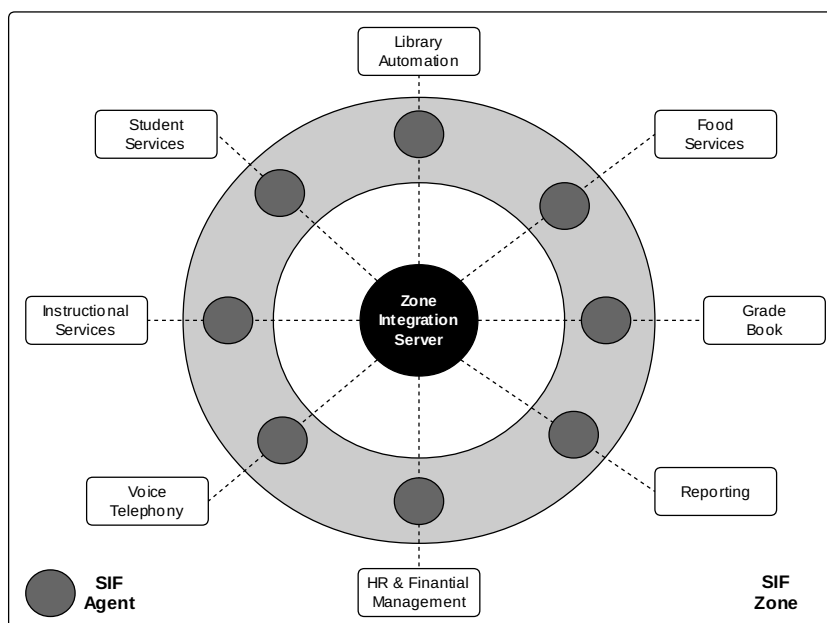 Library
Automation
Student
Services
Food
Services
Zone
Integration
Server
Instructional
Services
Grade
Book
Voice
Telephony
Reporting
HR & Finantial
Management
SIF
Agent
SIF
Zone